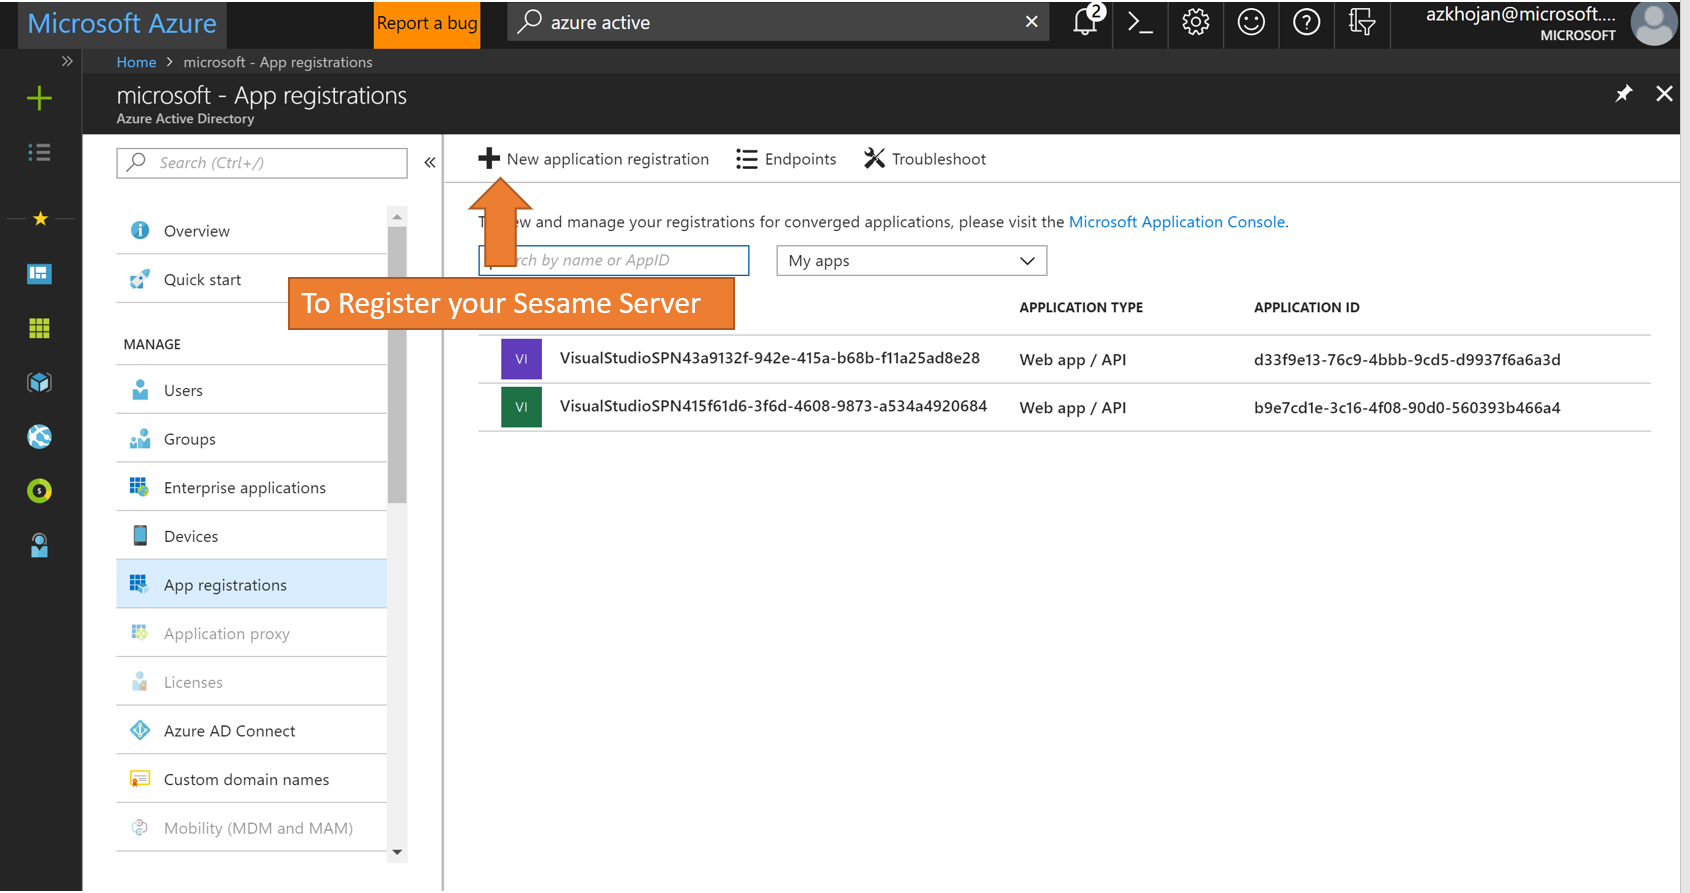 Microsoft Azure
Report a bug
azure active
2
azkhojan@microsoft....
MICROSOFT
Home > microsoft - App registrations
microsoft - App registrations
Azure Active Directory
Search (Ctrl+/)
Overview
Quick start
MANAGE
Users
Groups
Enterprise applications
Devices
App registrations
Application proxy
Licenses
Azure AD Connect
Custom domain names
Mobility (MDM and MAM)
New application registration
Endpoints
Troubleshoot
and manage your registrations for converged applications, please visit the Microsoft Application Console.
by name or AppID
My apps
To Register your Sesame Server
APPLICATION TYPE
APPLICATION ID
VI
VisualStudioSPN43a9132f-942e-415a-b68b-f11a25ad8e28
Web app / API
d33f9e13-76c9-4bbb-9cd5-d9937f6a6a3d
VI
VisualStudioSPN415f61d6-3f6d-4608-9873-a534a4920684
Web app / API
b9e7cd1e-3c16-4f08-90d0-560393b466a4